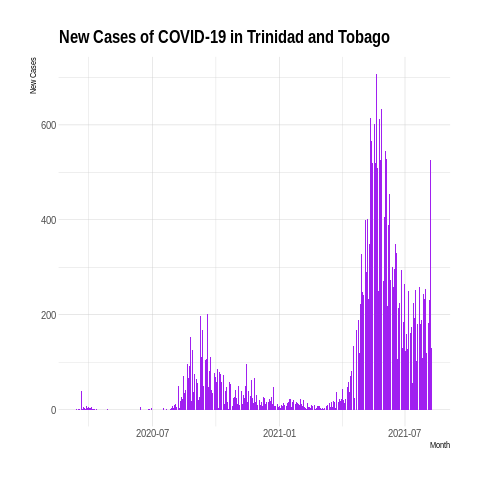 New Cases of COVID-19 in Trinidad and Tobago
New Cases
600
400
200
0
2020-07 2021-01 2021-07
Month